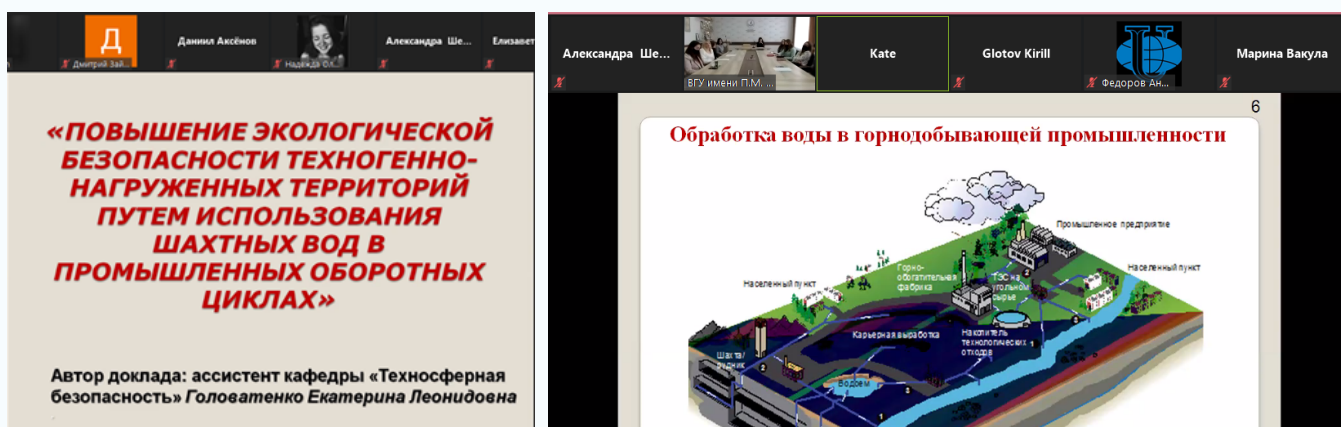 Д
Дмитрий Зай...
Даниил Аксёнов
Надежда Ол...
Александра Ше...
Елизавет
«ПОВЫШЕНИЕ ЭКОЛОГИЧЕСКОЙ
БЕЗОПАСНОСТИ ТЕХНОГЕННО-
НАГРУЖЕННЫХ ТЕРРИТОРИЙ
ПУТЕМ ИСПОЛЬЗОВАНИЯ
ШАХТНЫХ ВОД В
ПРОМЫШЛЕННЫХ ОБОРОТНЫХ
ЦИКЛАХ»
Автор доклада: ассистент кафедры «Техносферная
безопасность» Головатенко Екатерина Леонидовна
Александра Ше...
ВГУ имени П.М. ...
Kate
Glotov Kirill
Федоров Ан...
Марина Вакула
6
Обработка воды в горнодобывающей промышленности
Промышленное предприятие
Населенный пункт
Населенный пункт
Горно-
обогатительная
фабрика
ТЭС на
угольном
сырье
Карьерная выработка
Накопитель
технологических
отходов
Шахта/
рудник
Водоем
2
1